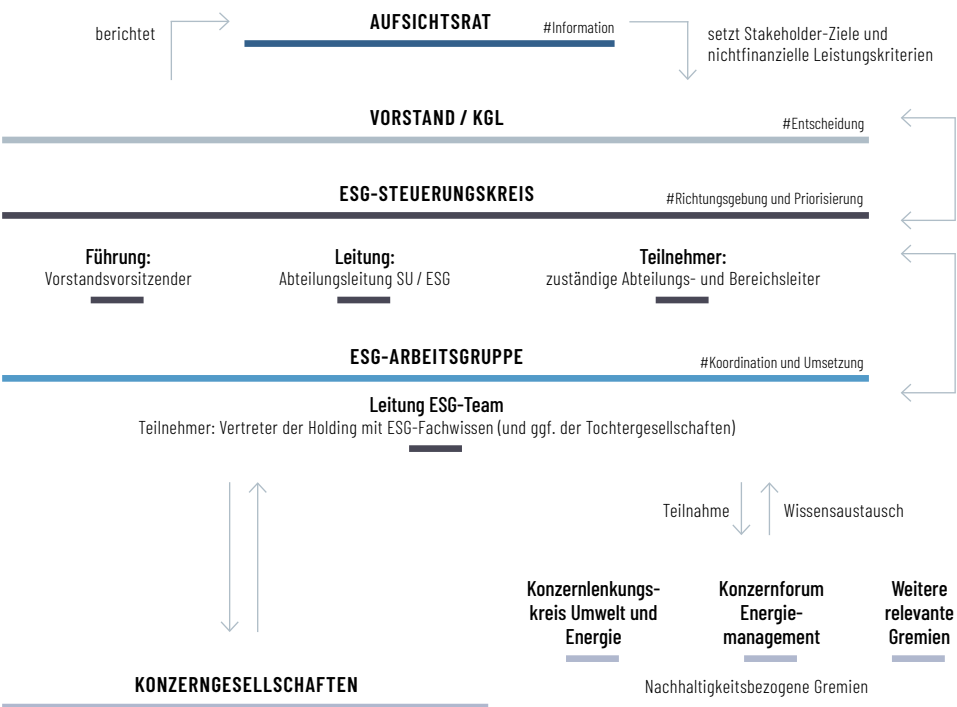 berichtet
AUFSICHTSRAT
#Information
setzt Stakeholder-Ziele und
nichtfinanzielle Leistungskriterien
VORSTAND / KGL
#Entscheidung
ESG-STEUERUNGSKREIS
#Richtungsgebung und Priorisierung
Führung:
Vorstandsvorsitzender
Leitung:
Abteilungsleitung SU / ESG
Teilnehmer:
zuständige Abteilungs- und Bereichsleiter
ESG-ARBEITSGRUPPE
#Koordination und Umsetzung
Leitung ESG-Team
Teilnehmer: Vertreter der Holding mit ESG-Fachwissen (und ggf. der Tochtergesellschaften)
Teilnahme
Wissensaustausch
Konzernlenkungs-
kreis Umwelt und
Energie
Konzernforum
Energie-
management
Weitere
relevante
Gremien
KONZERNGESELLSCHAFTEN
Nachhaltigkeitsbezogene Gremien